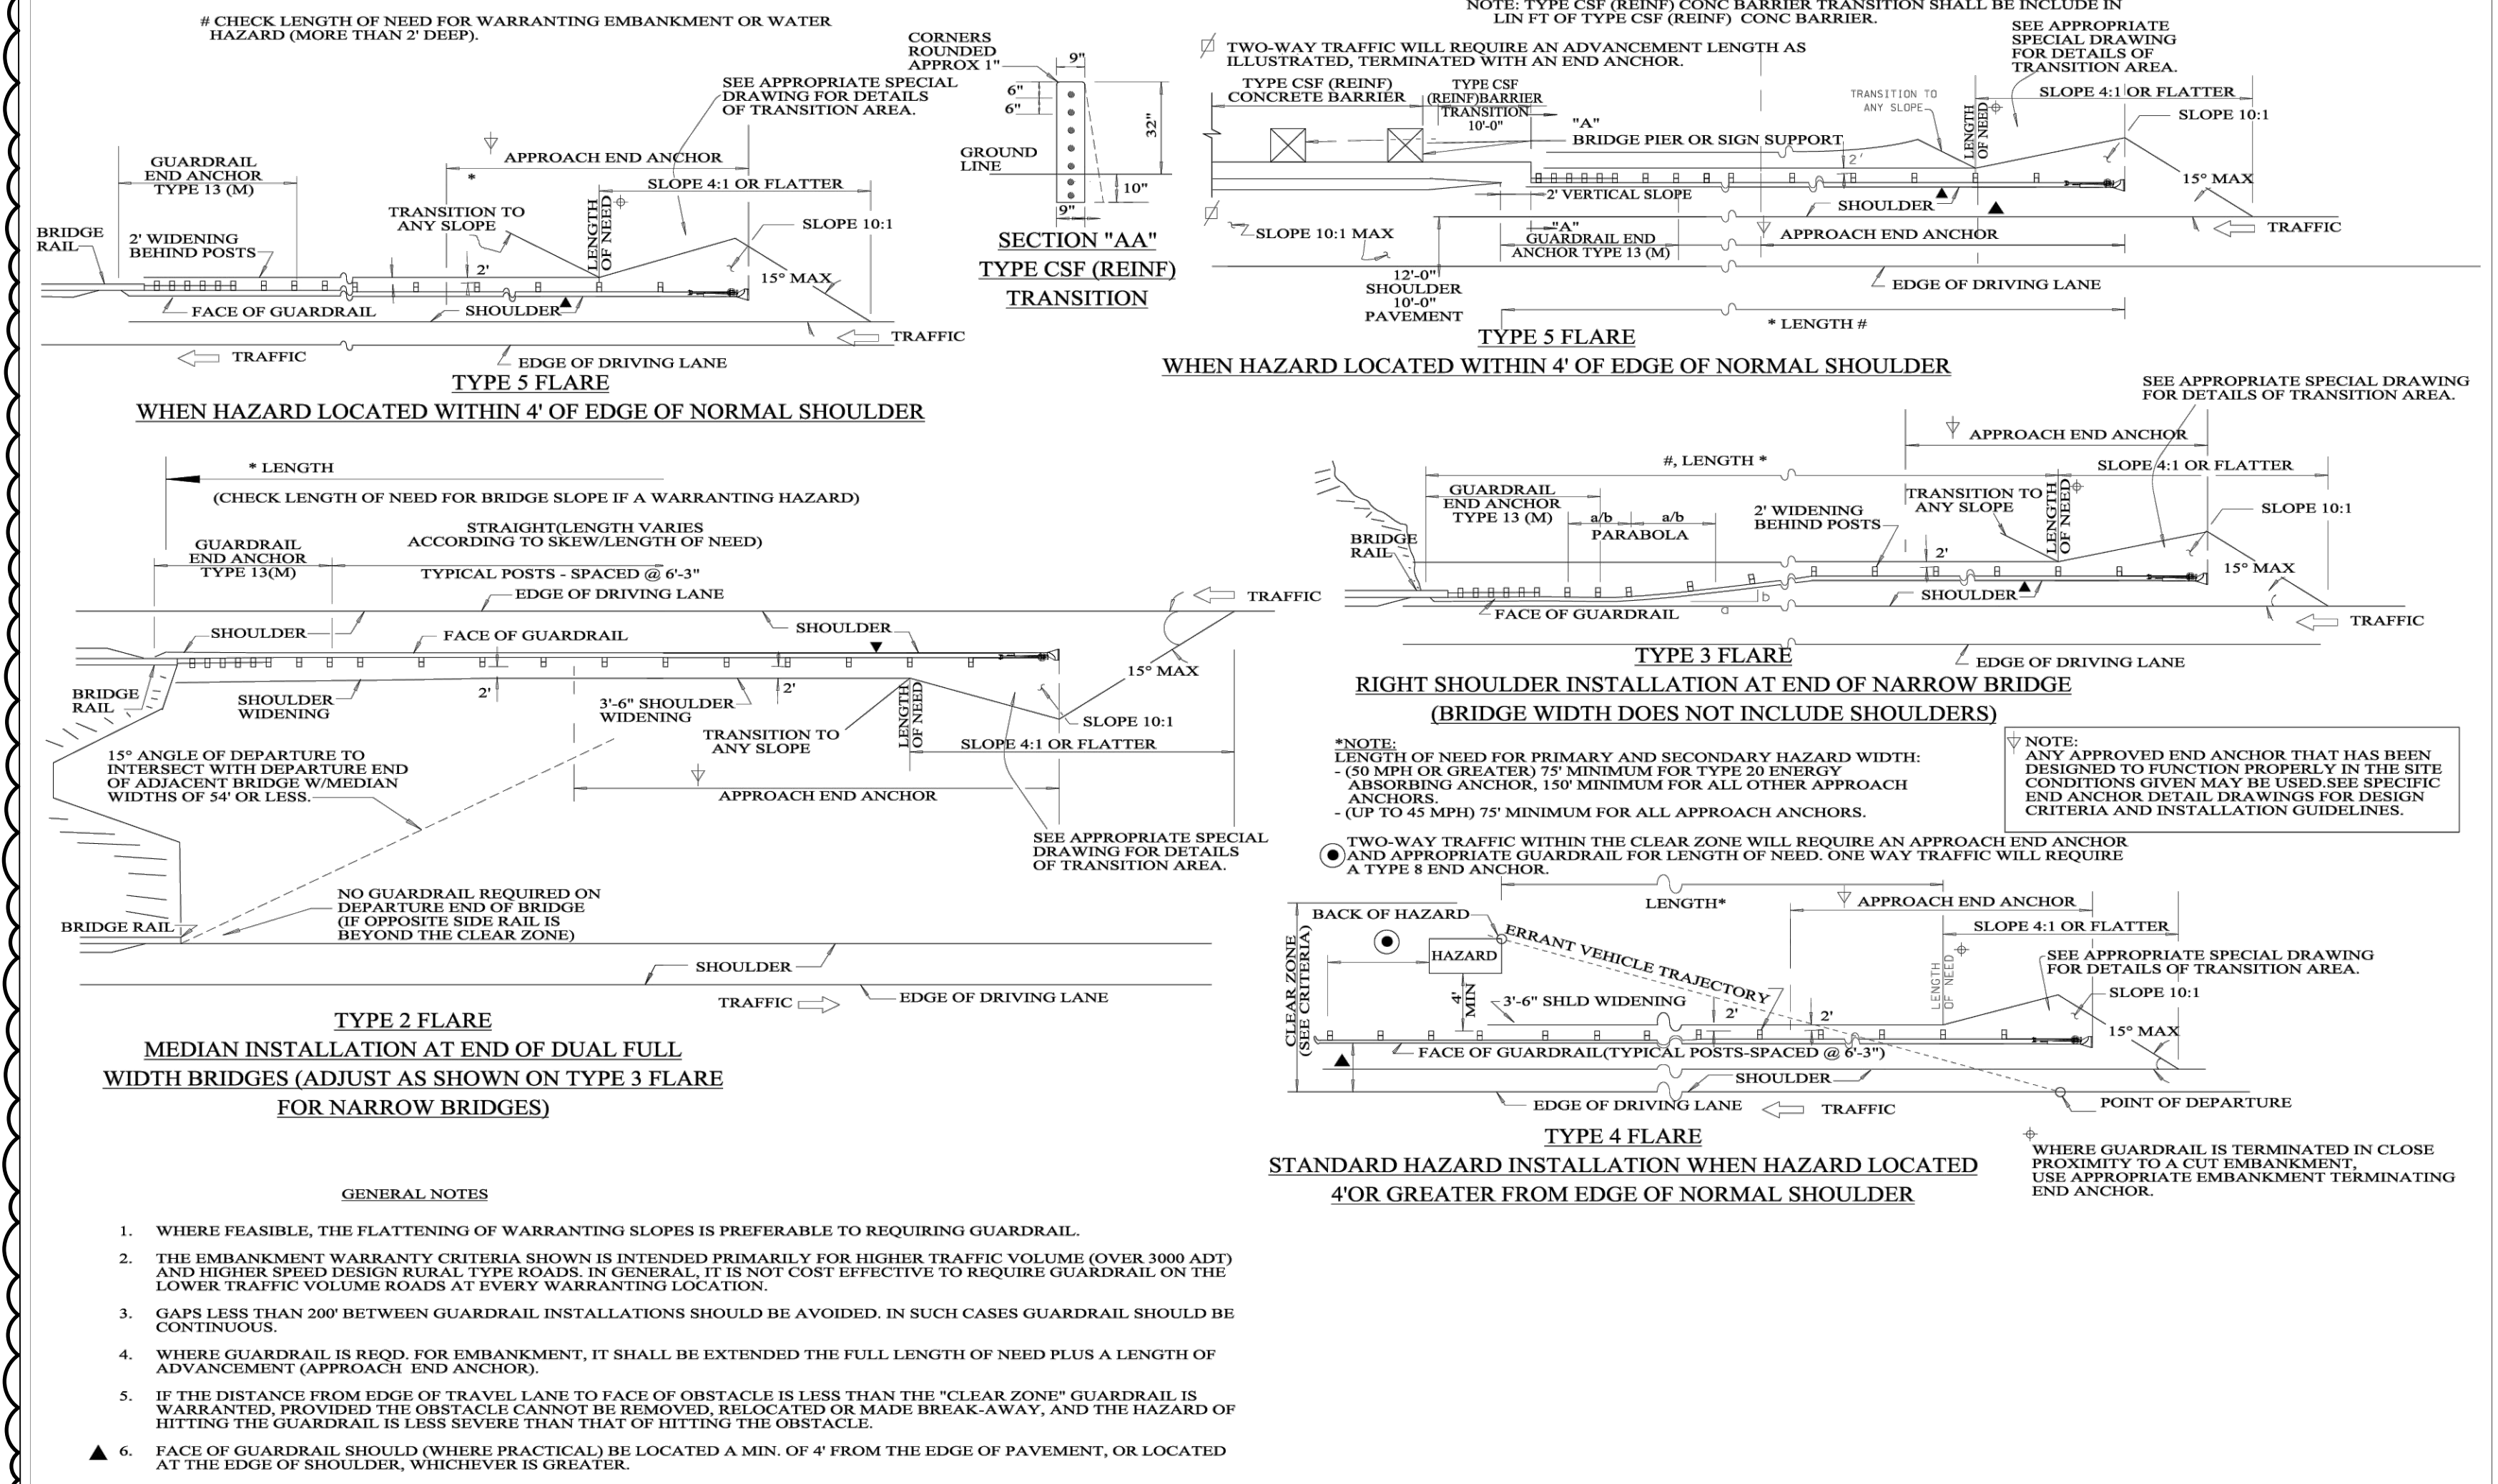 # CHECK LENGTH OF NEED FOR WARRANTING EMBANKMENT OR WATER
HAZARD (MORE THAN 2' DEEP).
SEE APPROPRIATE SPECIAL
DRAWING FOR DETAILS
OF TRANSITION AREA.
APPROACH END ANCHOR
*
GUARDRAIL
END ANCHOR
TYPE 13 (M)
SLOPE 4:1 OR FLATTER
TRANSITION TO
ANY SLOPE
LENGTH
OF NEED
SLOPE 10:1
BRIDGE
RAIL
2' WIDENING
BEHIND POSTS
2'
15° MAX
FACE OF GUARDRAIL
SHOULDER
TRAFFIC
TRAFFIC
EDGE OF DRIVING LANE
TYPE 5 FLARE
WHEN HAZARD LOCATED WITHIN 4' OF EDGE OF NORMAL SHOULDER
CORNERS
ROUNDED
APPROX 1"
9"
6"
6"
32"
GROUND
LINE
10"
9"
SECTION "AA"
TYPE CSF (REINF)
TRANSITION
NOTE: TYPE CSF (REINF) CONC BARRIER TRANSITION SHALL BE INCLUDE IN
LIN FT OF TYPE CSF (REINF) CONC BARRIER.
TWO-WAY TRAFFIC WILL REQUIRE AN ADVANCEMENT LENGTH AS
ILLUSTRATED, TERMINATED WITH AN END ANCHOR.
SEE APPROPRIATE
SPECIAL DRAWING
FOR DETAILS OF
TRANSITION AREA.
TYPE CSF (REINF)
CONCRETE BARRIER
TYPE CSF
(REINF)BARRIER
TRANSITION
10'-0"
"A"
BRIDGE PIER OR SIGN SUPPORT
TRANSITION TO
ANY SLOPE
LENGTH
OF NEED
SLOPE 4:1 OR FLATTER
SLOPE 10:1
2'
15° MAX
2' VERTICAL SLOPE
SHOULDER
TRAFFIC
SLOPE 10:1 MAX
"A"
GUARDRAIL END
ANCHOR TYPE 13 (M)
APPROACH END ANCHOR
12'-0"
SHOULDER
10'-0"
PAVEMENT
EDGE OF DRIVING LANE
* LENGTH #
TYPE 5 FLARE
WHEN HAZARD LOCATED WITHIN 4' OF EDGE OF NORMAL SHOULDER
* LENGTH
(CHECK LENGTH OF NEED FOR BRIDGE SLOPE IF A WARRANTING HAZARD)
STRAIGHT(LENGTH VARIES
ACCORDING TO SKEW/LENGTH OF NEED)
GUARDRAIL
END ANCHOR
TYPE 13(M)
TYPICAL POSTS - SPACED @ 6'-3"
EDGE OF DRIVING LANE
TRAFFIC
SHOULDER
FACE OF GUARDRAIL
SHOULDER
15° MAX
BRIDGE
RAIL
SHOULDER
WIDENING
2'
3'-6" SHOULDER
WIDENING
2'
LENGTH
OF NEED
SLOPE 10:1
TRANSITION TO
ANY SLOPE
SLOPE 4:1 OR FLATTER
15° ANGLE OF DEPARTURE TO
INTERSECT WITH DEPARTURE END
OF ADJACENT BRIDGE W/MEDIAN
WIDTHS OF 54' OR LESS.
APPROACH END ANCHOR
SEE APPROPRIATE SPECIAL
DRAWING FOR DETAILS
OF TRANSITION AREA.
NO GUARDRAIL REQUIRED ON
DEPARTURE END OF BRIDGE
(IF OPPOSITE SIDE RAIL IS
BEYOND THE CLEAR ZONE)
BRIDGE RAIL
SHOULDER
TRAFFIC
EDGE OF DRIVING LANE
TYPE 2 FLARE
MEDIAN INSTALLATION AT END OF DUAL FULL
WIDTH BRIDGES (ADJUST AS SHOWN ON TYPE 3 FLARE
FOR NARROW BRIDGES)
SEE APPROPRIATE SPECIAL DRAWING
FOR DETAILS OF TRANSITION AREA.
APPROACH END ANCHOR
#, LENGTH *
SLOPE 4:1 OR FLATTER
GUARDRAIL
END ANCHOR
TYPE 13 (M)
a/b
a/b
PARABOLA
2' WIDENING
BEHIND POSTS
TRANSITION TO
ANY SLOPE
LENGTH
OF NEED
SLOPE 10:1
BRIDGE
RAIL
2'
15° MAX
b
a
FACE OF GUARDRAIL
SHOULDER
TRAFFIC
EDGE OF DRIVING LANE
TYPE 3 FLARE
RIGHT SHOULDER INSTALLATION AT END OF NARROW BRIDGE
(BRIDGE WIDTH DOES NOT INCLUDE SHOULDERS)
*NOTE:
LENGTH OF NEED FOR PRIMARY AND SECONDARY HAZARD WIDTH:
- (50 MPH OR GREATER) 75' MINIMUM FOR TYPE 20 ENERGY
ABSORBING ANCHOR, 150' MINIMUM FOR ALL OTHER APPROACH
ANCHORS.
- (UP TO 45 MPH) 75' MINIMUM FOR ALL APPROACH ANCHORS.
NOTE:
ANY APPROVED END ANCHOR THAT HAS BEEN
DESIGNED TO FUNCTION PROPERLY IN THE SITE
CONDITIONS GIVEN MAY BE USED.SEE SPECIFIC
END ANCHOR DETAIL DRAWINGS FOR DESIGN
CRITERIA AND INSTALLATION GUIDELINES.
TWO-WAY TRAFFIC WITHIN THE CLEAR ZONE WILL REQUIRE AN APPROACH END ANCHOR
AND APPROPRIATE GUARDRAIL FOR LENGTH OF NEED. ONE WAY TRAFFIC WILL REQUIRE
A TYPE 8 END ANCHOR.
LENGTH*
APPROACH END ANCHOR
BACK OF HAZARD
SLOPE 4:1 OR FLATTER
HAZARD
ERRANT VEHICLE TRAJECTORY
SEE APPROPRIATE SPECIAL DRAWING
FOR DETAILS OF TRANSITION AREA.
CLEAR ZONE
(SEE CRITERIA)
4'
MIN
3'-6" SHLD WIDENING
2'
2'
LENGTH
OF NEED
SLOPE 10:1
15° MAX
FACE OF GUARDRAIL(TYPICAL POSTS-SPACED @ 6'-3")
SHOULDER
EDGE OF DRIVING LANE
TRAFFIC
POINT OF DEPARTURE
TYPE 4 FLARE
STANDARD HAZARD INSTALLATION WHEN HAZARD LOCATED
4'OR GREATER FROM EDGE OF NORMAL SHOULDER
WHERE GUARDRAIL IS TERMINATED IN CLOSE
PROXIMITY TO A CUT EMBANKMENT,
USE APPROPRIATE EMBANKMENT TERMINATING
END ANCHOR.
GENERAL NOTES
1. WHERE FEASIBLE, THE FLATTENING OF WARRANTING SLOPES IS PREFERABLE TO REQUIRING GUARDRAIL.
2. THE EMBANKMENT WARRANTY CRITERIA SHOWN IS INTENDED PRIMARILY FOR HIGHER TRAFFIC VOLUME (OVER 3000 ADT)
AND HIGHER SPEED DESIGN RURAL TYPE ROADS. IN GENERAL, IT IS NOT COST EFFECTIVE TO REQUIRE GUARDRAIL ON THE
LOWER TRAFFIC VOLUME ROADS AT EVERY WARRANTING LOCATION.
3. GAPS LESS THAN 200' BETWEEN GUARDRAIL INSTALLATIONS SHOULD BE AVOIDED. IN SUCH CASES GUARDRAIL SHOULD BE
CONTINUOUS.
4. WHERE GUARDRAIL IS REQD. FOR EMBANKMENT, IT SHALL BE EXTENDED THE FULL LENGTH OF NEED PLUS A LENGTH OF
ADVANCEMENT (APPROACH END ANCHOR).
5. IF THE DISTANCE FROM EDGE OF TRAVEL LANE TO FACE OF OBSTACLE IS LESS THAN THE "CLEAR ZONE" GUARDRAIL IS
WARRANTED, PROVIDED THE OBSTACLE CANNOT BE REMOVED, RELOCATED OR MADE BREAK-AWAY, AND THE HAZARD OF
HITTING THE GUARDRAIL IS LESS SEVERE THAN THAT OF HITTING THE OBSTACLE.
▲ 6. FACE OF GUARDRAIL SHOULD (WHERE PRACTICAL) BE LOCATED A MIN. OF 4' FROM THE EDGE OF PAVEMENT, OR LOCATED
AT THE EDGE OF SHOULDER, WHICHEVER IS GREATER.